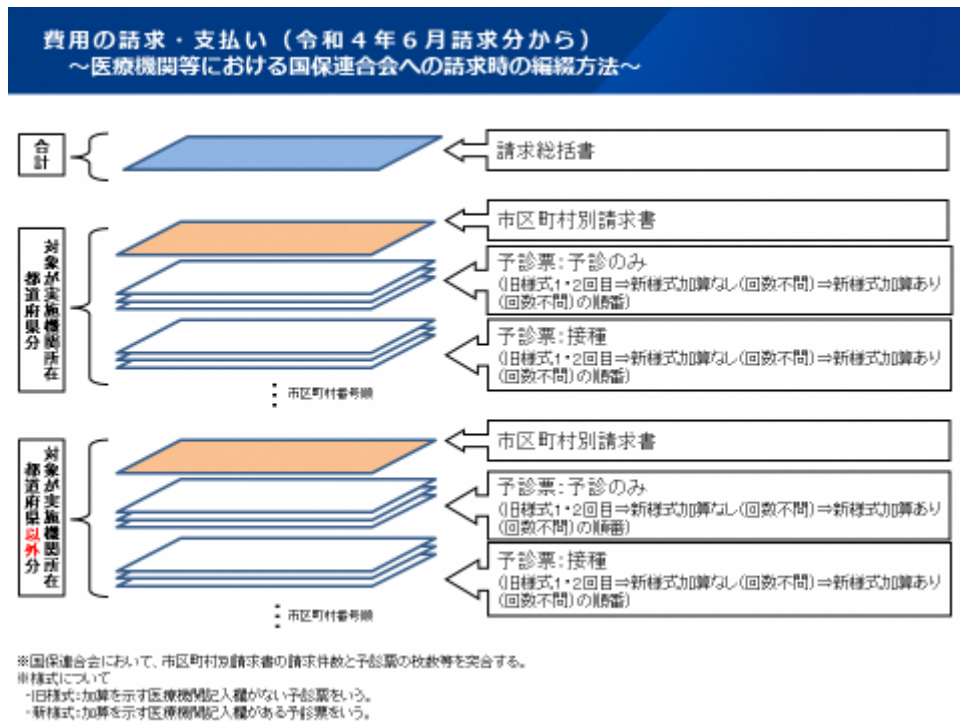 費用の請求・支払い（令和４年６月請求分から）
～医療機関等における国保連合会への請求時の編綴方法～
合計
請求総括書
対象が実施機関所在
都道府県分
市区町村別請求書
予診票：予診のみ
（旧様式1・2回目⇒新様式加算なし（回数不問）⇒新様式加算あり
（回数不問）の順番）
予診票：接種
（旧様式1・2回目⇒新様式加算なし（回数不問）⇒新様式加算あり
（回数不問）の順番）
市区町村番号順
対象が実施機関所在
都道府県以外分
市区町村別請求書
予診票：予診のみ
（旧様式1・2回目⇒新様式加算なし（回数不問）⇒新様式加算あり
（回数不問）の順番）
予診票：接種
（旧様式1・2回目⇒新様式加算なし（回数不問）⇒新様式加算あり
（回数不問）の順番）
市区町村番号順
※国保連合会において、市区町村別請求書の請求件数と予診票の枚数等を突合する。
※様式について
・旧様式：加算を示す医療機関記入欄がない予診票をいう。
・新様式：加算を示す医療機関記入欄がある予診票をいう。